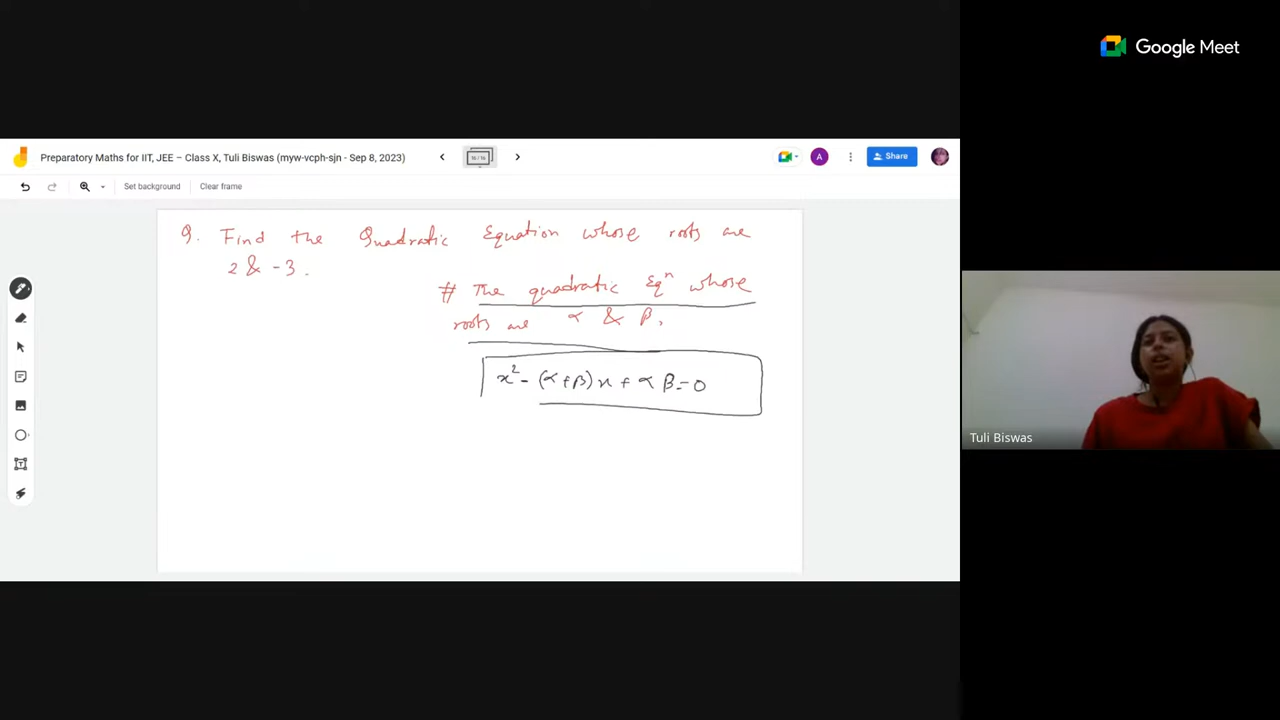 Google Meet
Preparatory Maths for IIT, JEE – Class X, Tuli Biswas (myw-vcph-sjn - Sep 8, 2023)
16 / 16
A
Share
Set background
Clear frame
Q. Find the Quadratic Equation whose roots are
2 & -3.
# The quadratic Eqⁿ whose
roots are α & β,
x² - (α+β)x + αβ = 0
Tuli Biswas